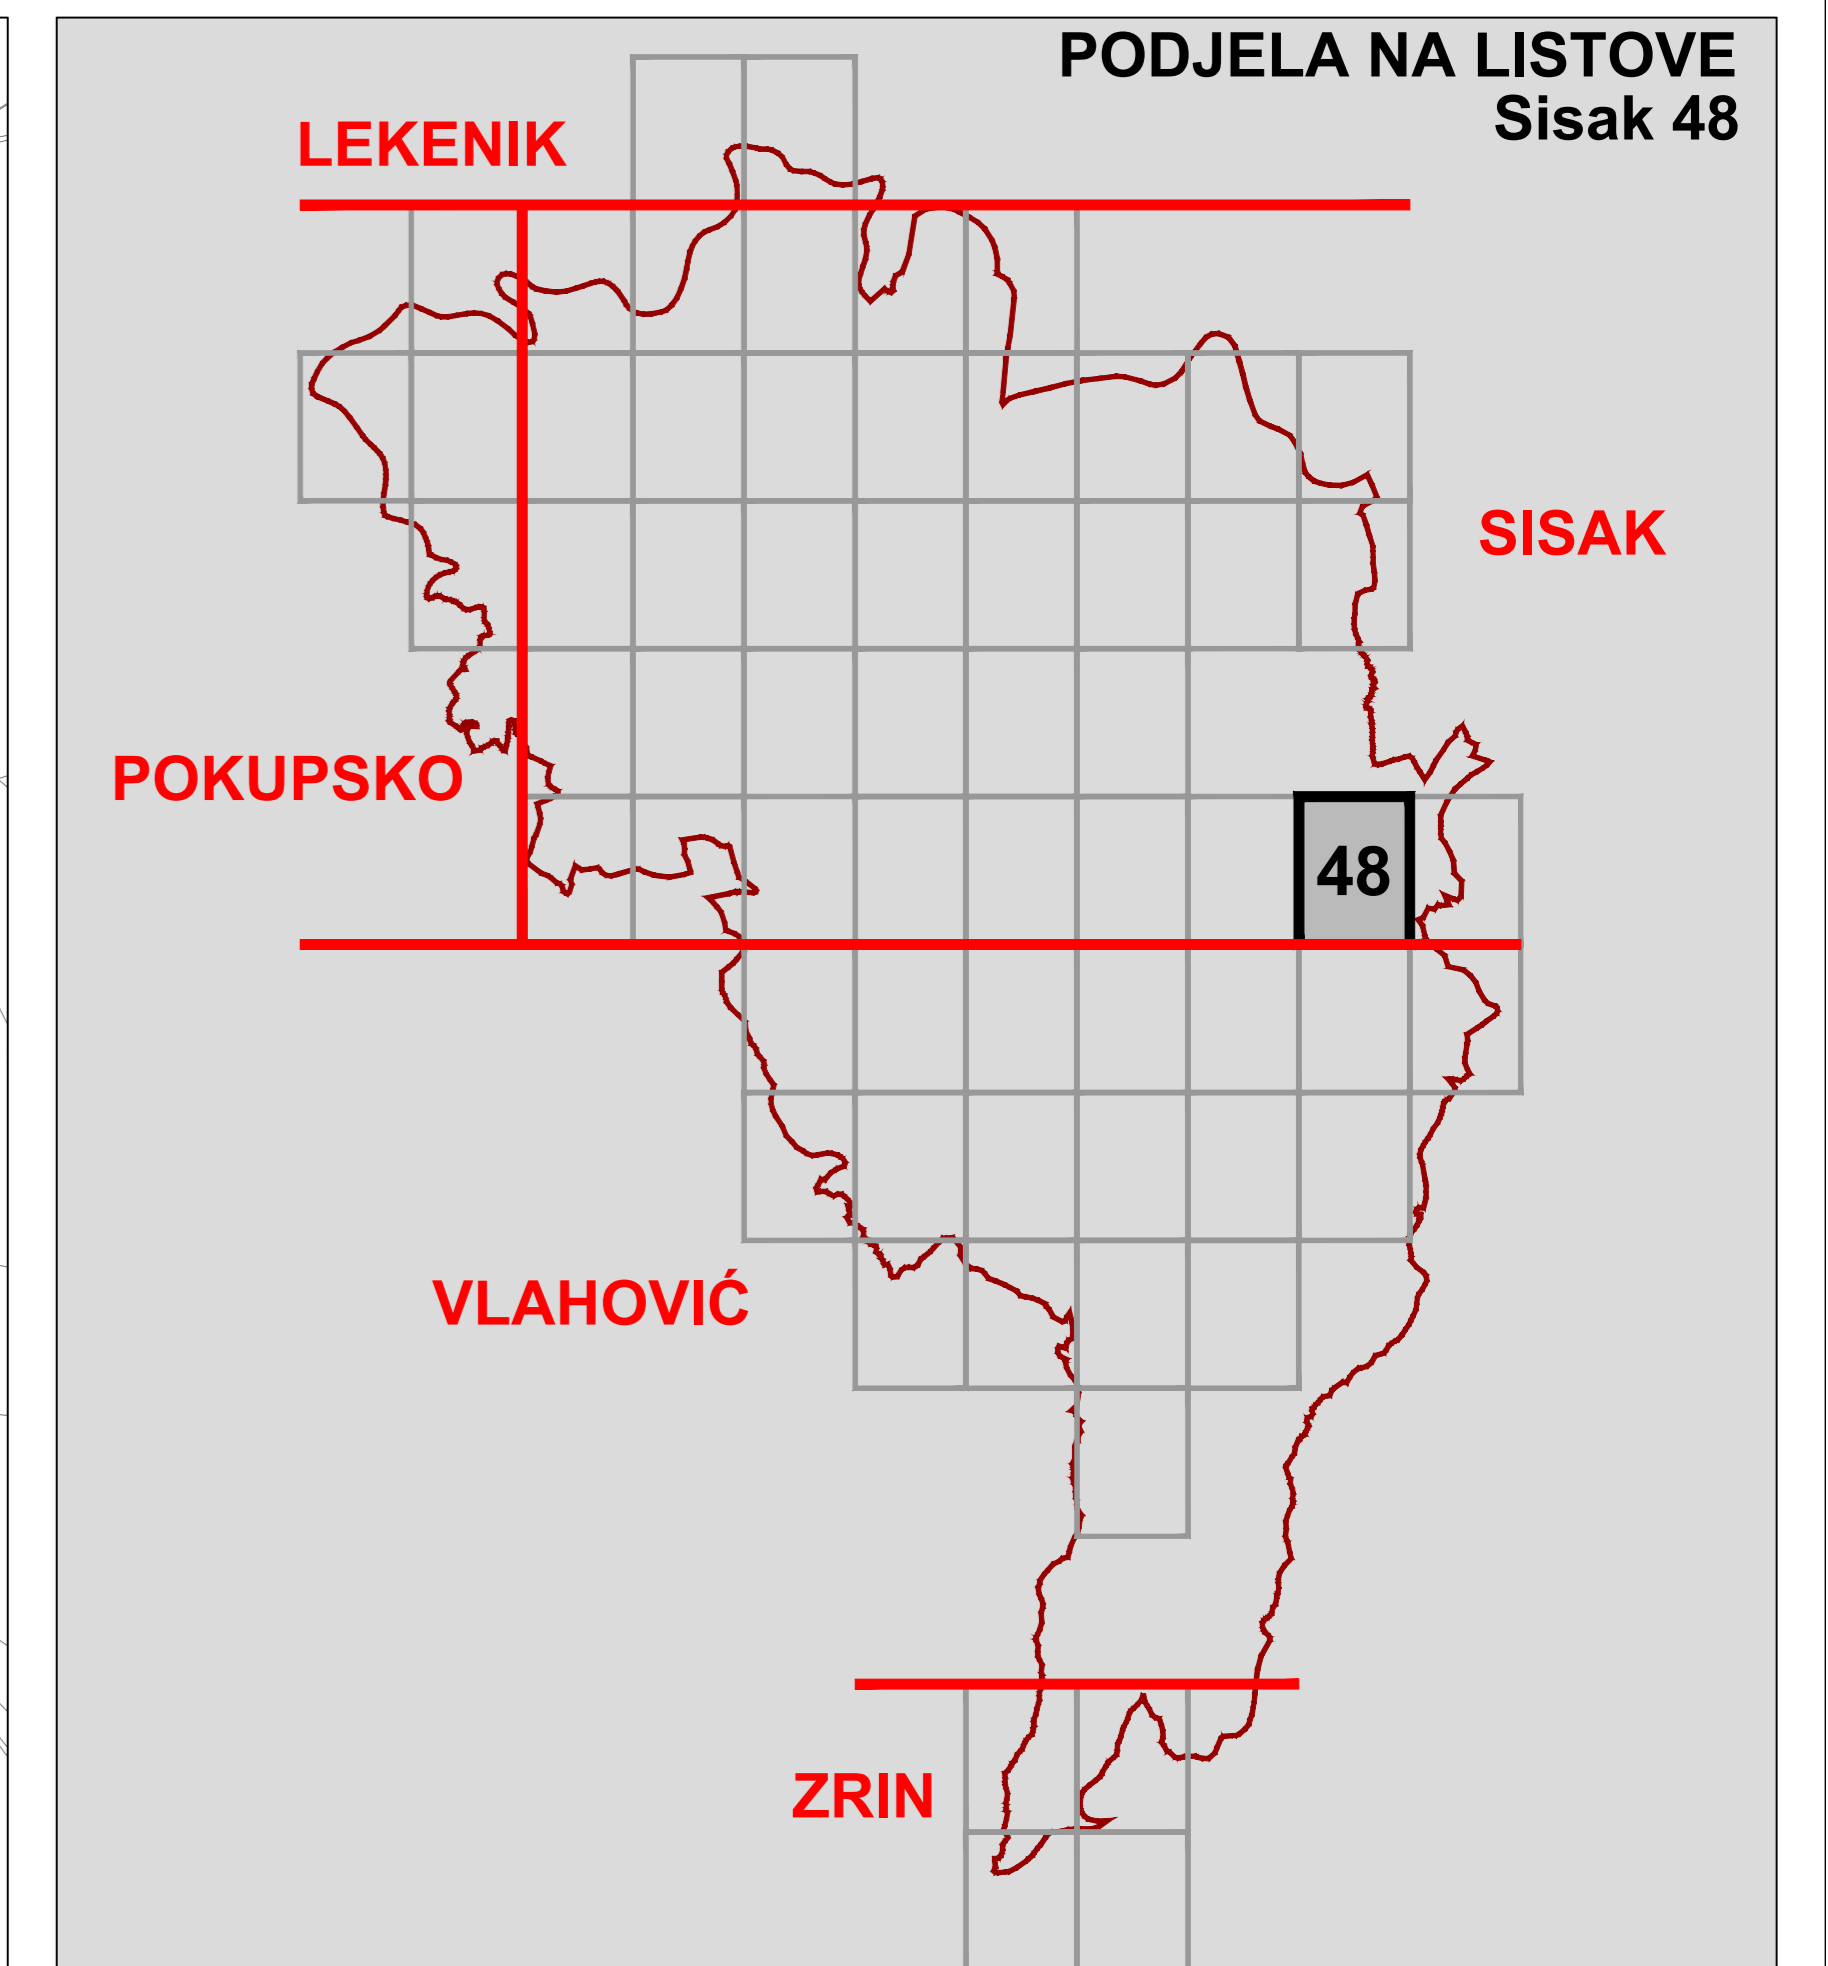 PODJELA NA LISTOVE
Sisak 48
LEKENIK
SISAK
POKUPSKO
48
VLAHOVIĆ
ZRIN